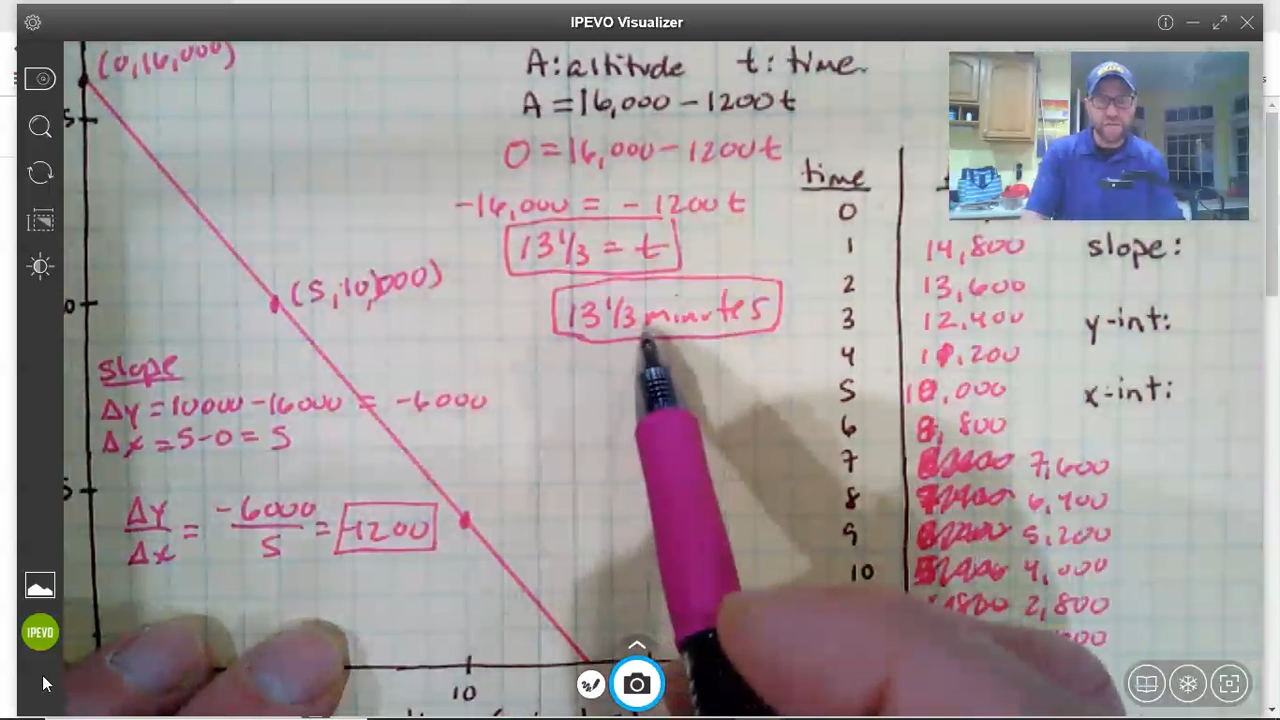 IPEVO Visualizer
(0,16,000)
A: altitude t: time
A = 16,000 - 1200t
0 = 16,000 - 1200t
-16,000 = - 1200t
13 1/3 = t
13 1/3 minutes
(5, 10,000)
slope
Δy = 10000 - 16000 = -6000
Δx = 5 - 0 = 5
Δy/Δx = -6000/5 = -1200
5
0
5
10
time
0
1 14,800
2 13,600
3 12,400
4 11,200
5 10,000
6 8,800
7 7,600
8 6,400
9 5,200
10 4,000
2,800
slope:
y-int:
x-int:
IPEVO